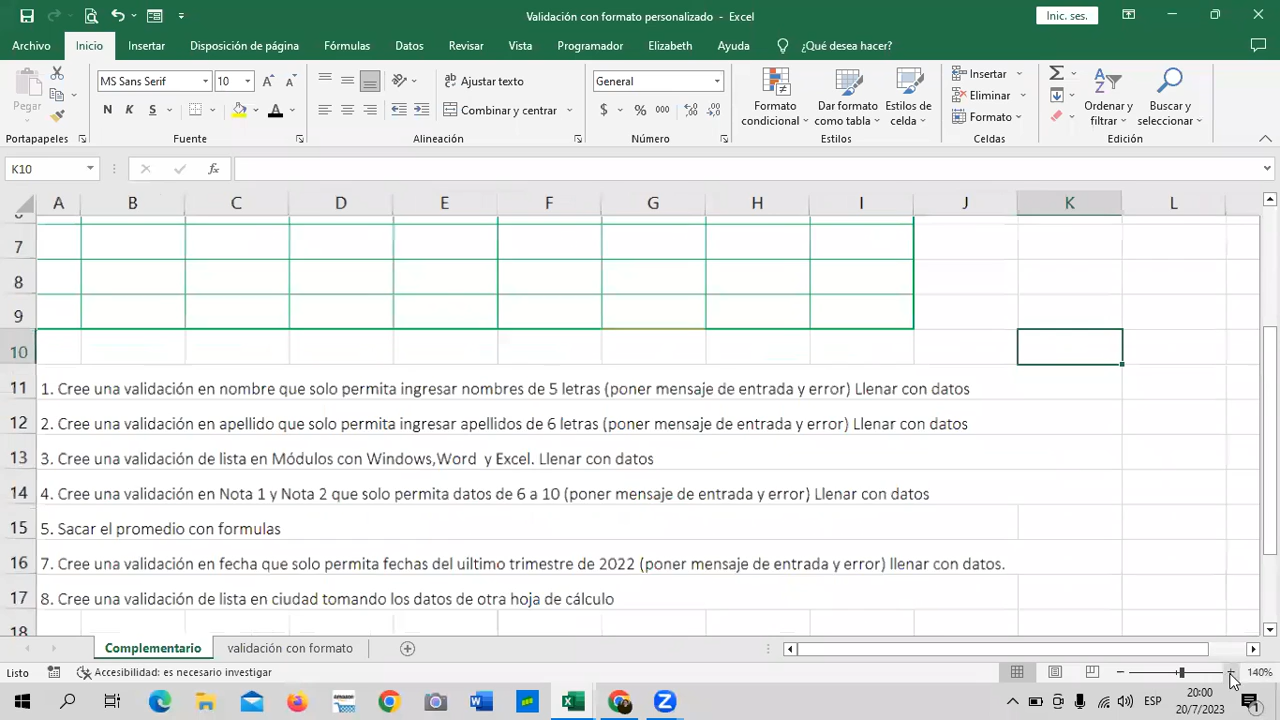 Validación con formato personalizado - Excel
Inic. ses.
Archivo Inicio Insertar Disposición de página Fórmulas Datos Revisar Vista Programador Elizabeth Ayuda ¿Qué desea hacer?
Pegar
MS Sans Serif 10
N K S
Ajustar texto
Combinar y centrar
General
$ % 000
Formato condicional
Dar formato como tabla
Estilos de celda
Insertar
Eliminar
Formato
Ordenar y filtrar
Buscar y seleccionar
Portapapeles Fuente Alineación Número Estilos Celdas Edición
K10 fx
A B C D E F G H I J K L
7
8
9
10
11 1. Cree una validación en nombre que solo permita ingresar nombres de 5 letras (poner mensaje de entrada y error) Llenar con datos
12 2. Cree una validación en apellido que solo permita ingresar apellidos de 6 letras (poner mensaje de entrada y error) Llenar con datos
13 3. Cree una validación de lista en Módulos con Windows,Word y Excel. Llenar con datos
14 4. Cree una validación en Nota 1 y Nota 2 que solo permita datos de 6 a 10 (poner mensaje de entrada y error) Llenar con datos
15 5. Sacar el promedio con formulas
16 7. Cree una validación en fecha que solo permita fechas del uiltimo trimestre de 2022 (poner mensaje de entrada y error) llenar con datos.
17 8. Cree una validación de lista en ciudad tomando los datos de otra hoja de cálculo
18
Complementario validación con formato
Listo Accesibilidad: es necesario investigar 140%
ESP 20:00
20/7/2023